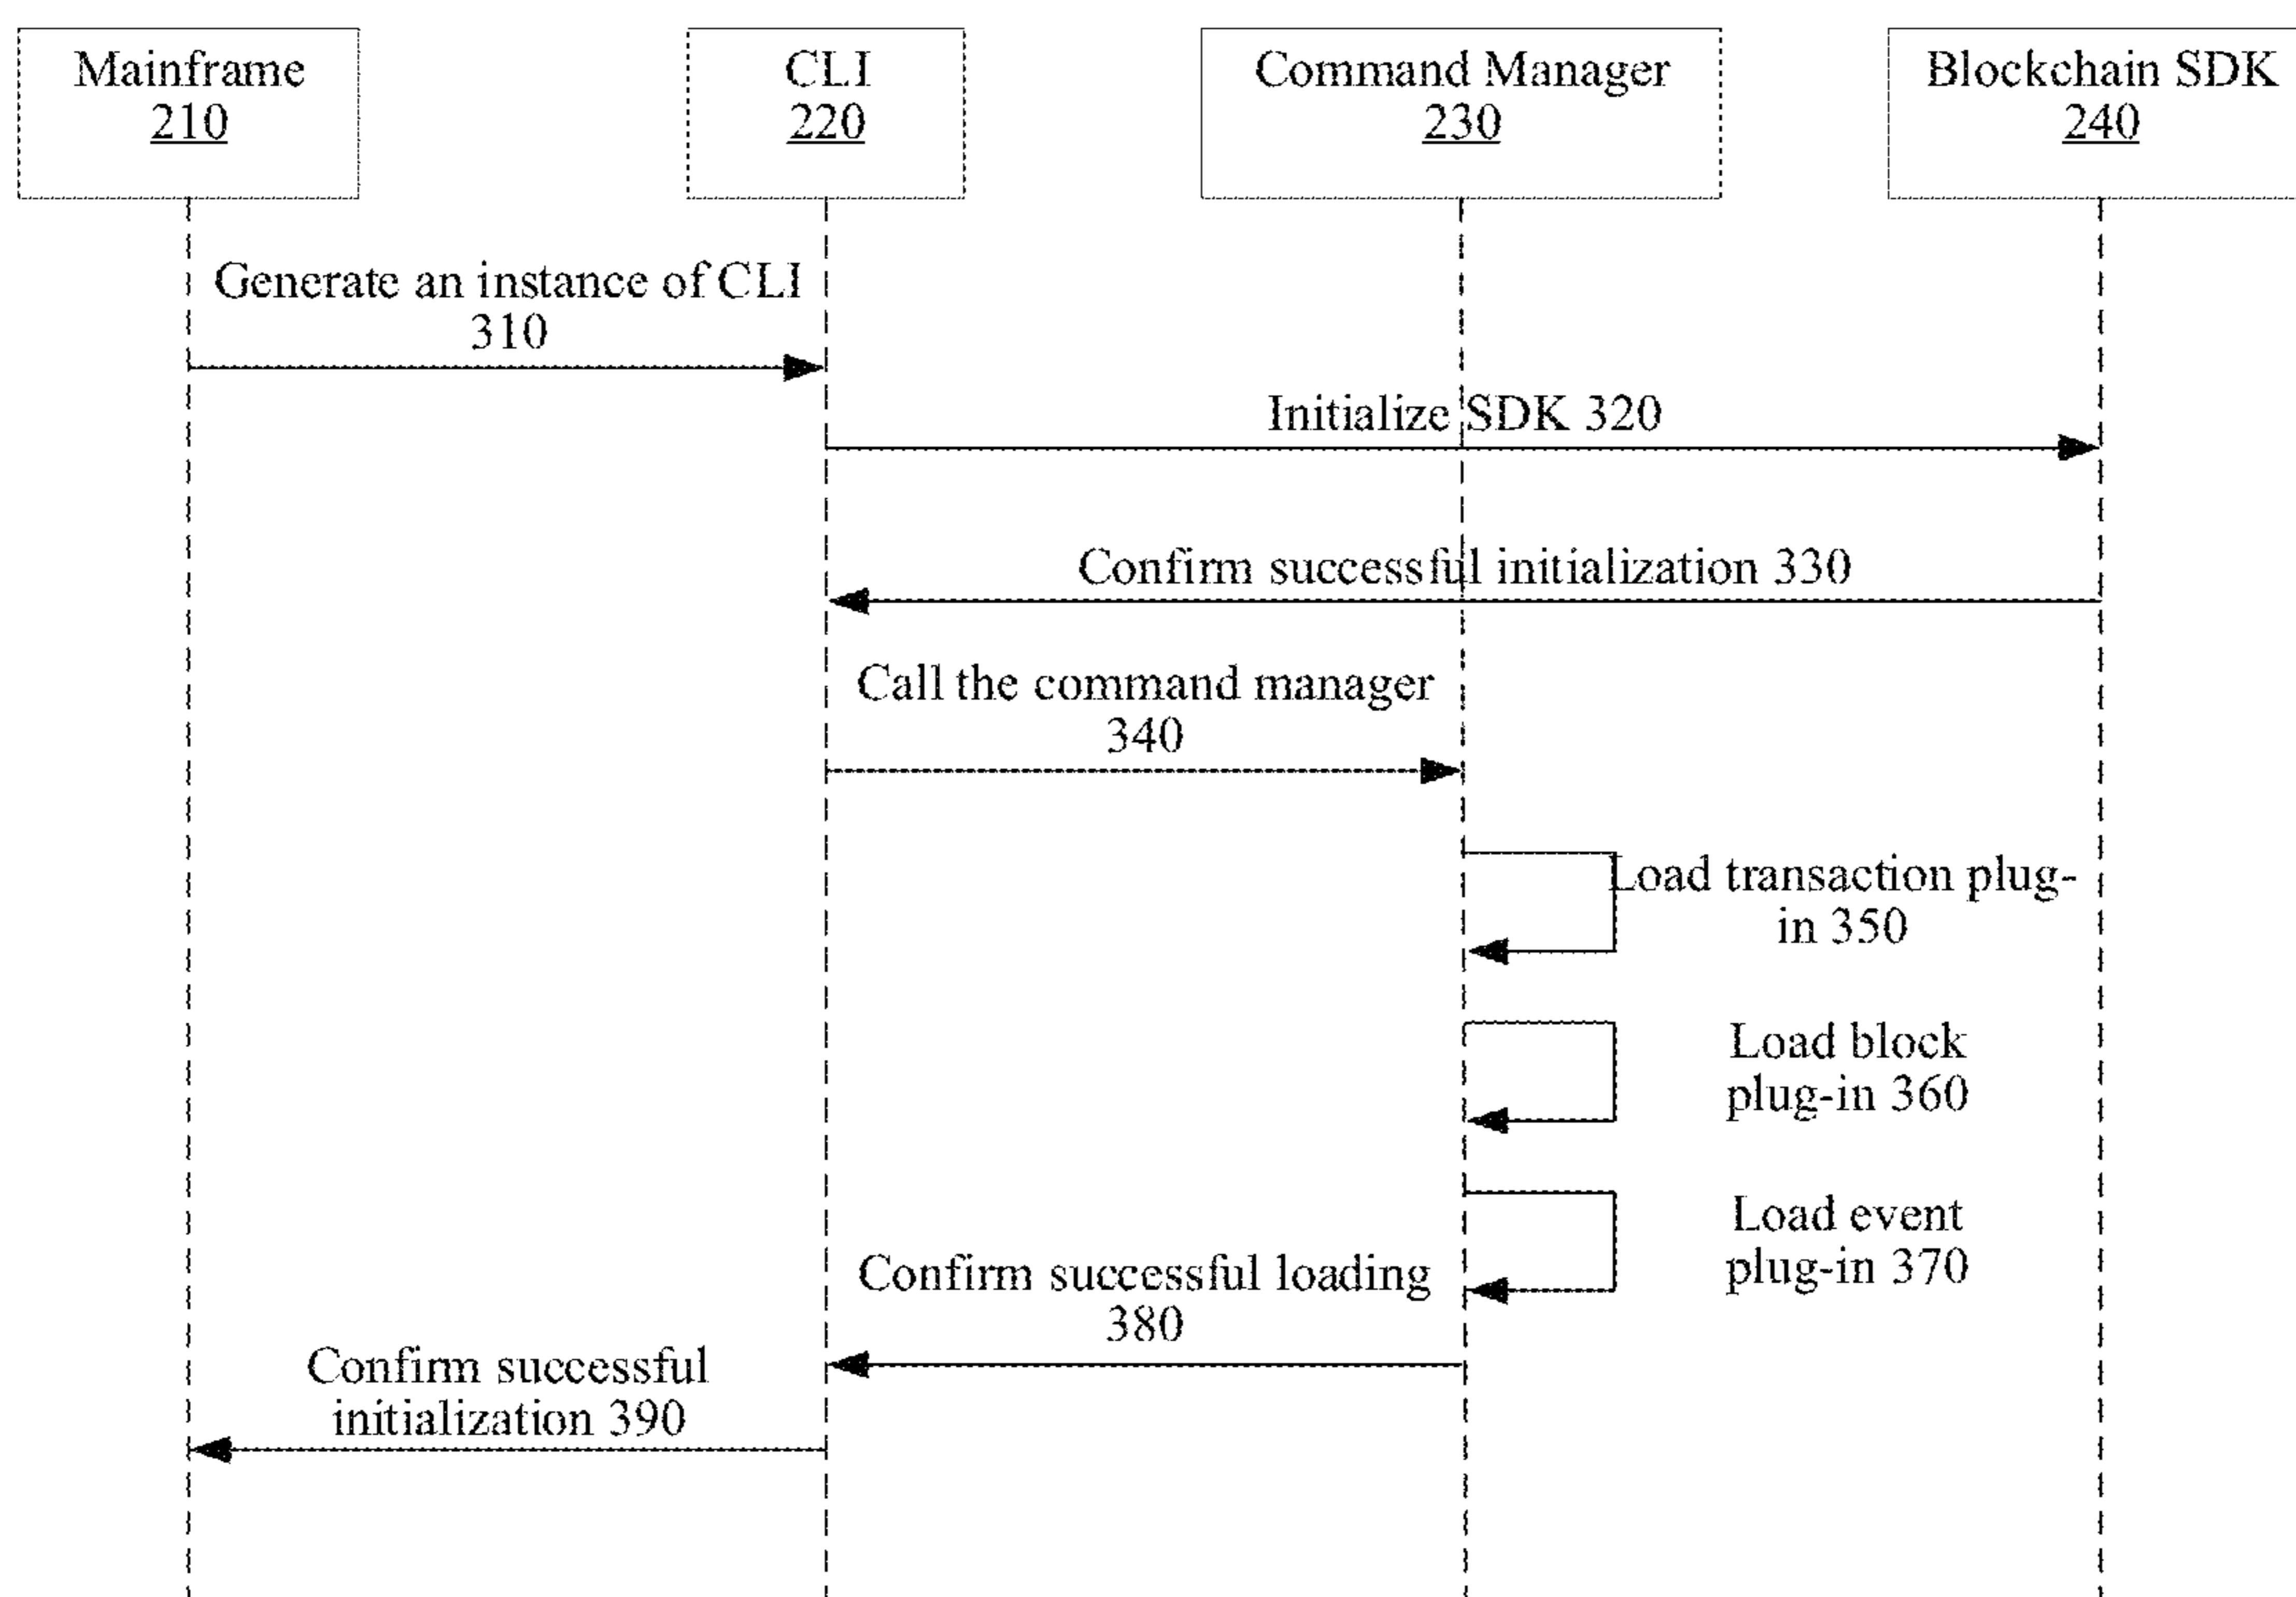 Mainframe
210
CLI
220
Command Manager
230
Blockchain SDK
240
Generate an instance of CLI
310
Initialize SDK 320
Confirm successful initialization 330
Call the command manager
340
Load transaction plug-
in 350
Load block
plug-in 360
Load event
plug-in 370
Confirm successful loading
380
Confirm successful
initialization 390